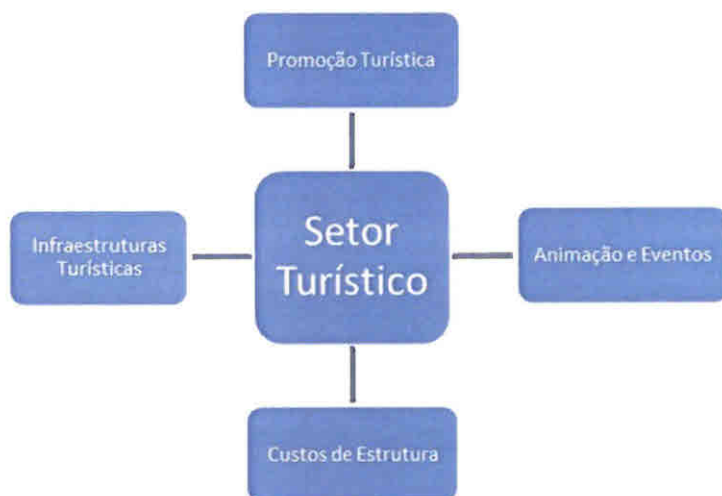 Promoção Turística
Infraestruturas
Turísticas
Setor
Turístico
Animação e Eventos
Custos de Estrutura